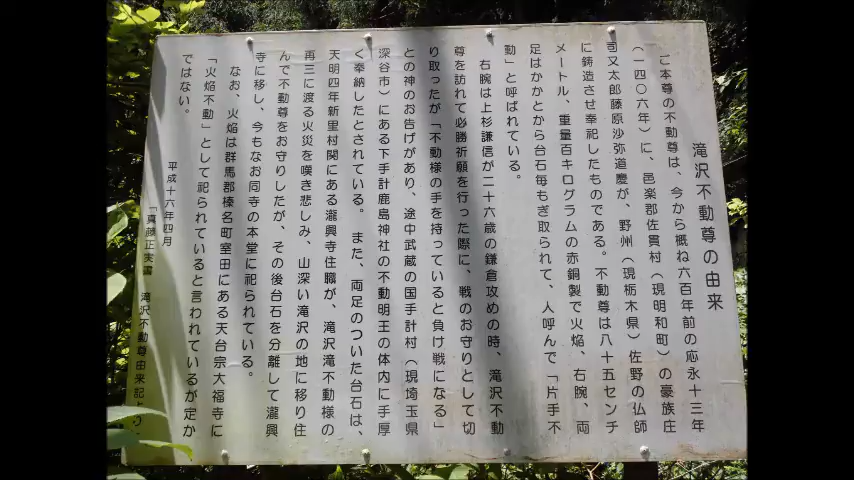 滝沢不動尊の由来
ご本尊の不動尊は、今から概ね六百年前の応永十三年
（一四〇六年）に、邑楽郡佐貫村（現明和町）の豪族庄
司又太郎藤原沙弥道慶が、野州（現栃木県）佐野の仏師
に鋳造させ奉祀したものである。不動尊は八十五センチ
メートル、重量百キログラムの赤銅製で火焔、右腕、両
足はかかとから台石毎もぎ取られて、人呼んで「片手不
動」と呼ばれている。
右腕は上杉謙信が二十六歳の鎌倉攻めの時、滝沢不動
尊を訪れて必勝祈願を行った際に、戦のお守りとして切
り取ったが「不動様の手を持っていると負け戦になる」
との神のお告げがあり、途中武蔵の国手計村（現埼玉県
深谷市）にある下手計鹿島神社の不動明王の体内に手厚
く奉納したとされている。また、両足のついた台石は、
天明四年新里村関にある瀧興寺住職が、滝沢滝不動様の
再三に渡る火災を嘆き悲しみ、山深い滝沢の地に移り住
んで不動尊をお守りしたが、その後台石を分離して瀧興
寺に移し、今もなお同寺の本堂に祀られている。
なお、火焔は群馬郡榛名町室田にある天台宗大福寺に
「火焔不動」として祀られていると言われているが定か
ではない。
平成十六年四月
「真藤正実書 滝沢不動尊由来記より」